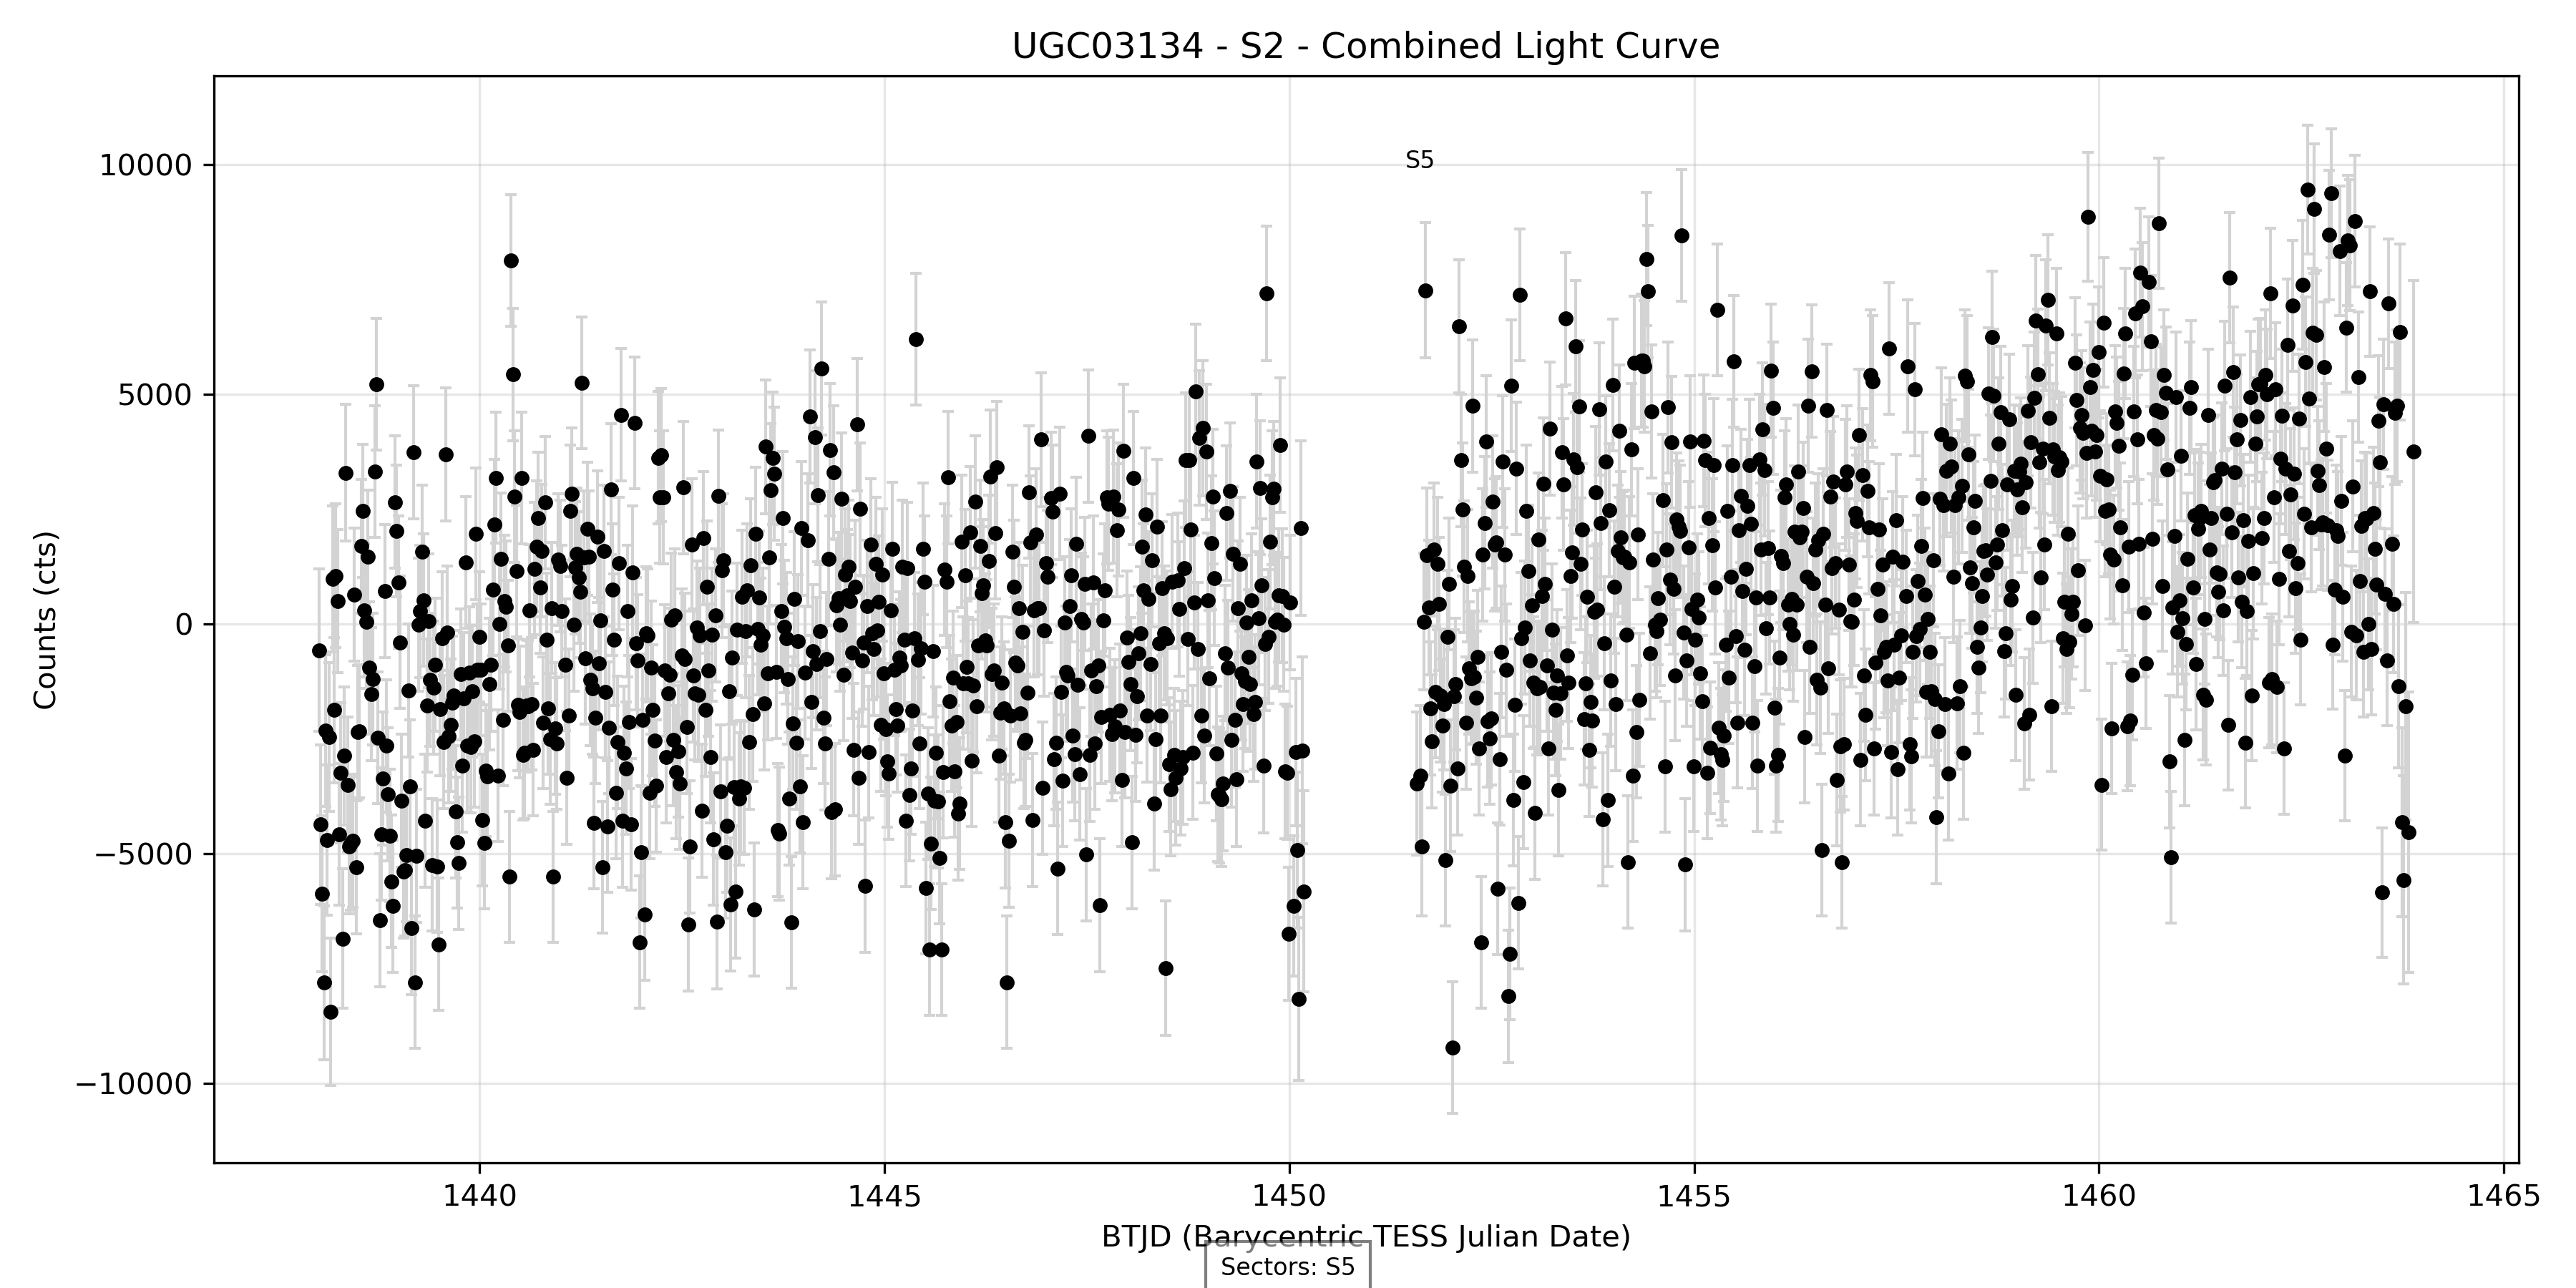 UGC03134 - S2 - Combined Light Curve
S5
10000
5000
0
−5000
−10000
Counts (cts)
1440
1445
1450
1455
1460
1465
BTJD (Barycentric TESS Julian Date)
Sectors: S5